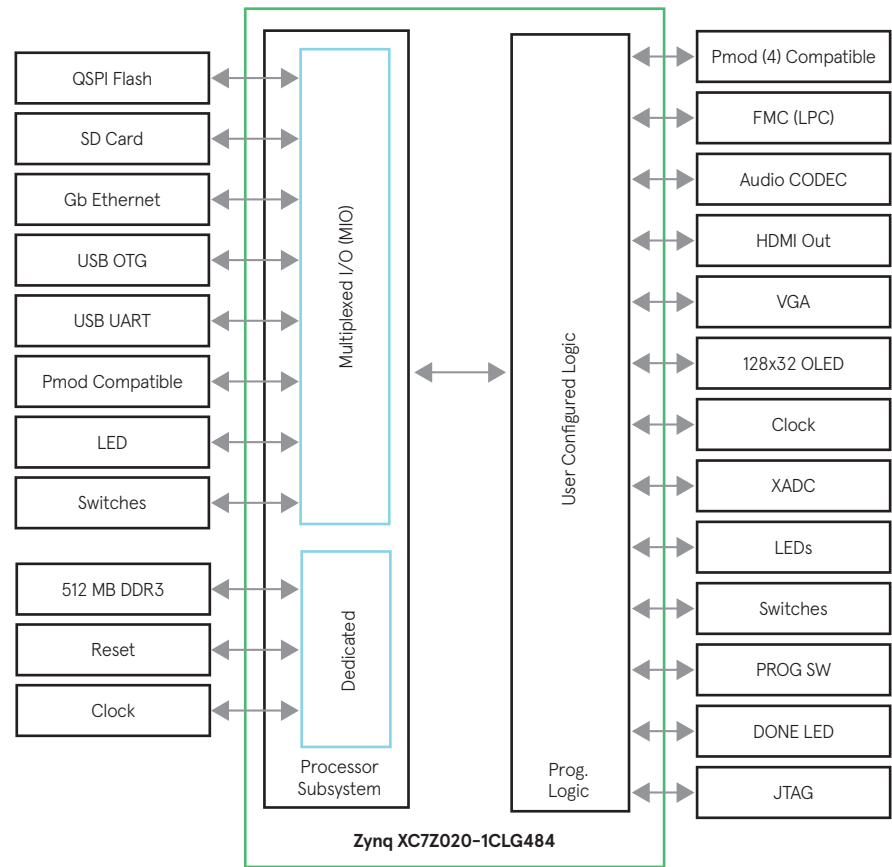 QSPI Flash
SD Card
Gb Ethernet
USB OTG
USB UART
Pmod Compatible
LED
Switches
512 MB DDR3
Reset
Clock
Multiplexed I/O (MIO)
Dedicated
Processor
Subsystem
User Configured Logic
Prog.
Logic
Zynq XC7Z020-1CLG484
Pmod (4) Compatible
FMC (LPC)
Audio CODEC
HDMI Out
VGA
128x32 OLED
Clock
XADC
LEDs
Switches
PROG SW
DONE LED
JTAG